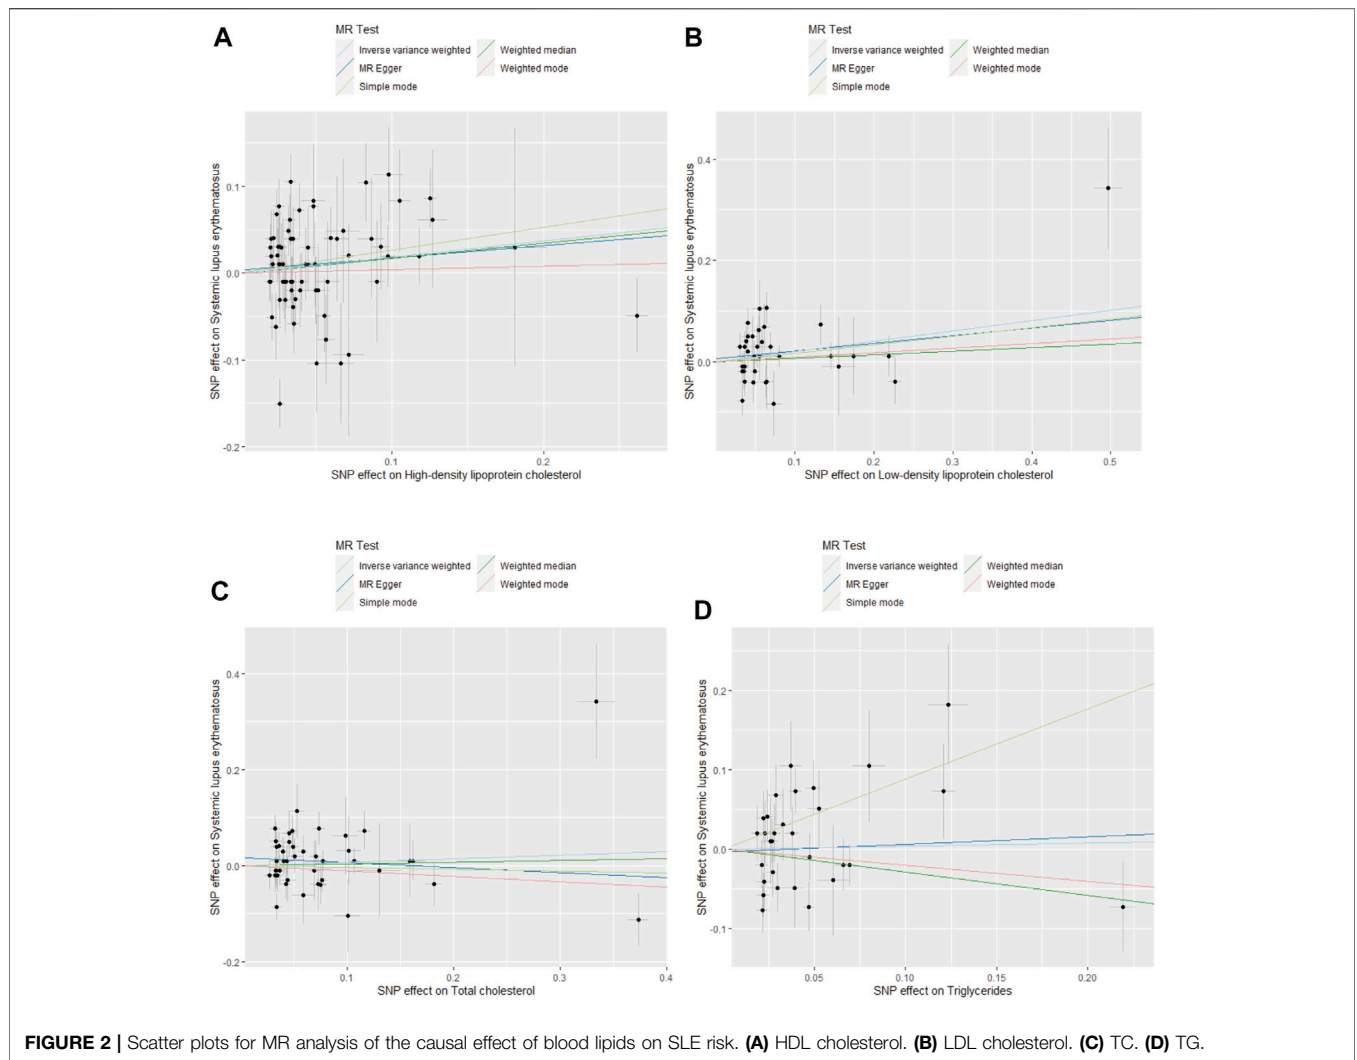 A
MR Test
Inverse variance weighted
Weighted median
MR Egger
Weighted mode
Simple mode
SNP effect on Systemic lupus erythematosus
0.1
0.0
-0.1
-0.2
0.1
0.2
SNP effect on High-density lipoprotein cholesterol
B
MR Test
Inverse variance weighted
Weighted median
MR Egger
Weighted mode
Simple mode
SNP effect on Systemic lupus erythematosus
0.4
0.2
0.0
0.1
0.2
0.3
0.4
0.5
SNP effect on Low-density lipoprotein cholesterol
C
MR Test
Inverse variance weighted
Weighted median
MR Egger
Weighted mode
Simple mode
SNP effect on Systemic lupus erythematosus
0.4
0.2
0.0
-0.2
0.1
0.2
0.3
0.4
SNP effect on Total cholesterol
D
MR Test
Inverse variance weighted
Weighted median
MR Egger
Weighted mode
Simple mode
SNP effect on Systemic lupus erythematosus
0.2
0.1
0.0
-0.1
0.05
0.10
0.15
0.20
SNP effect on Triglycerides
FIGURE 2 | Scatter plots for MR analysis of the causal effect of blood lipids on SLE risk. (A) HDL cholesterol. (B) LDL cholesterol. (C) TC. (D) TG.